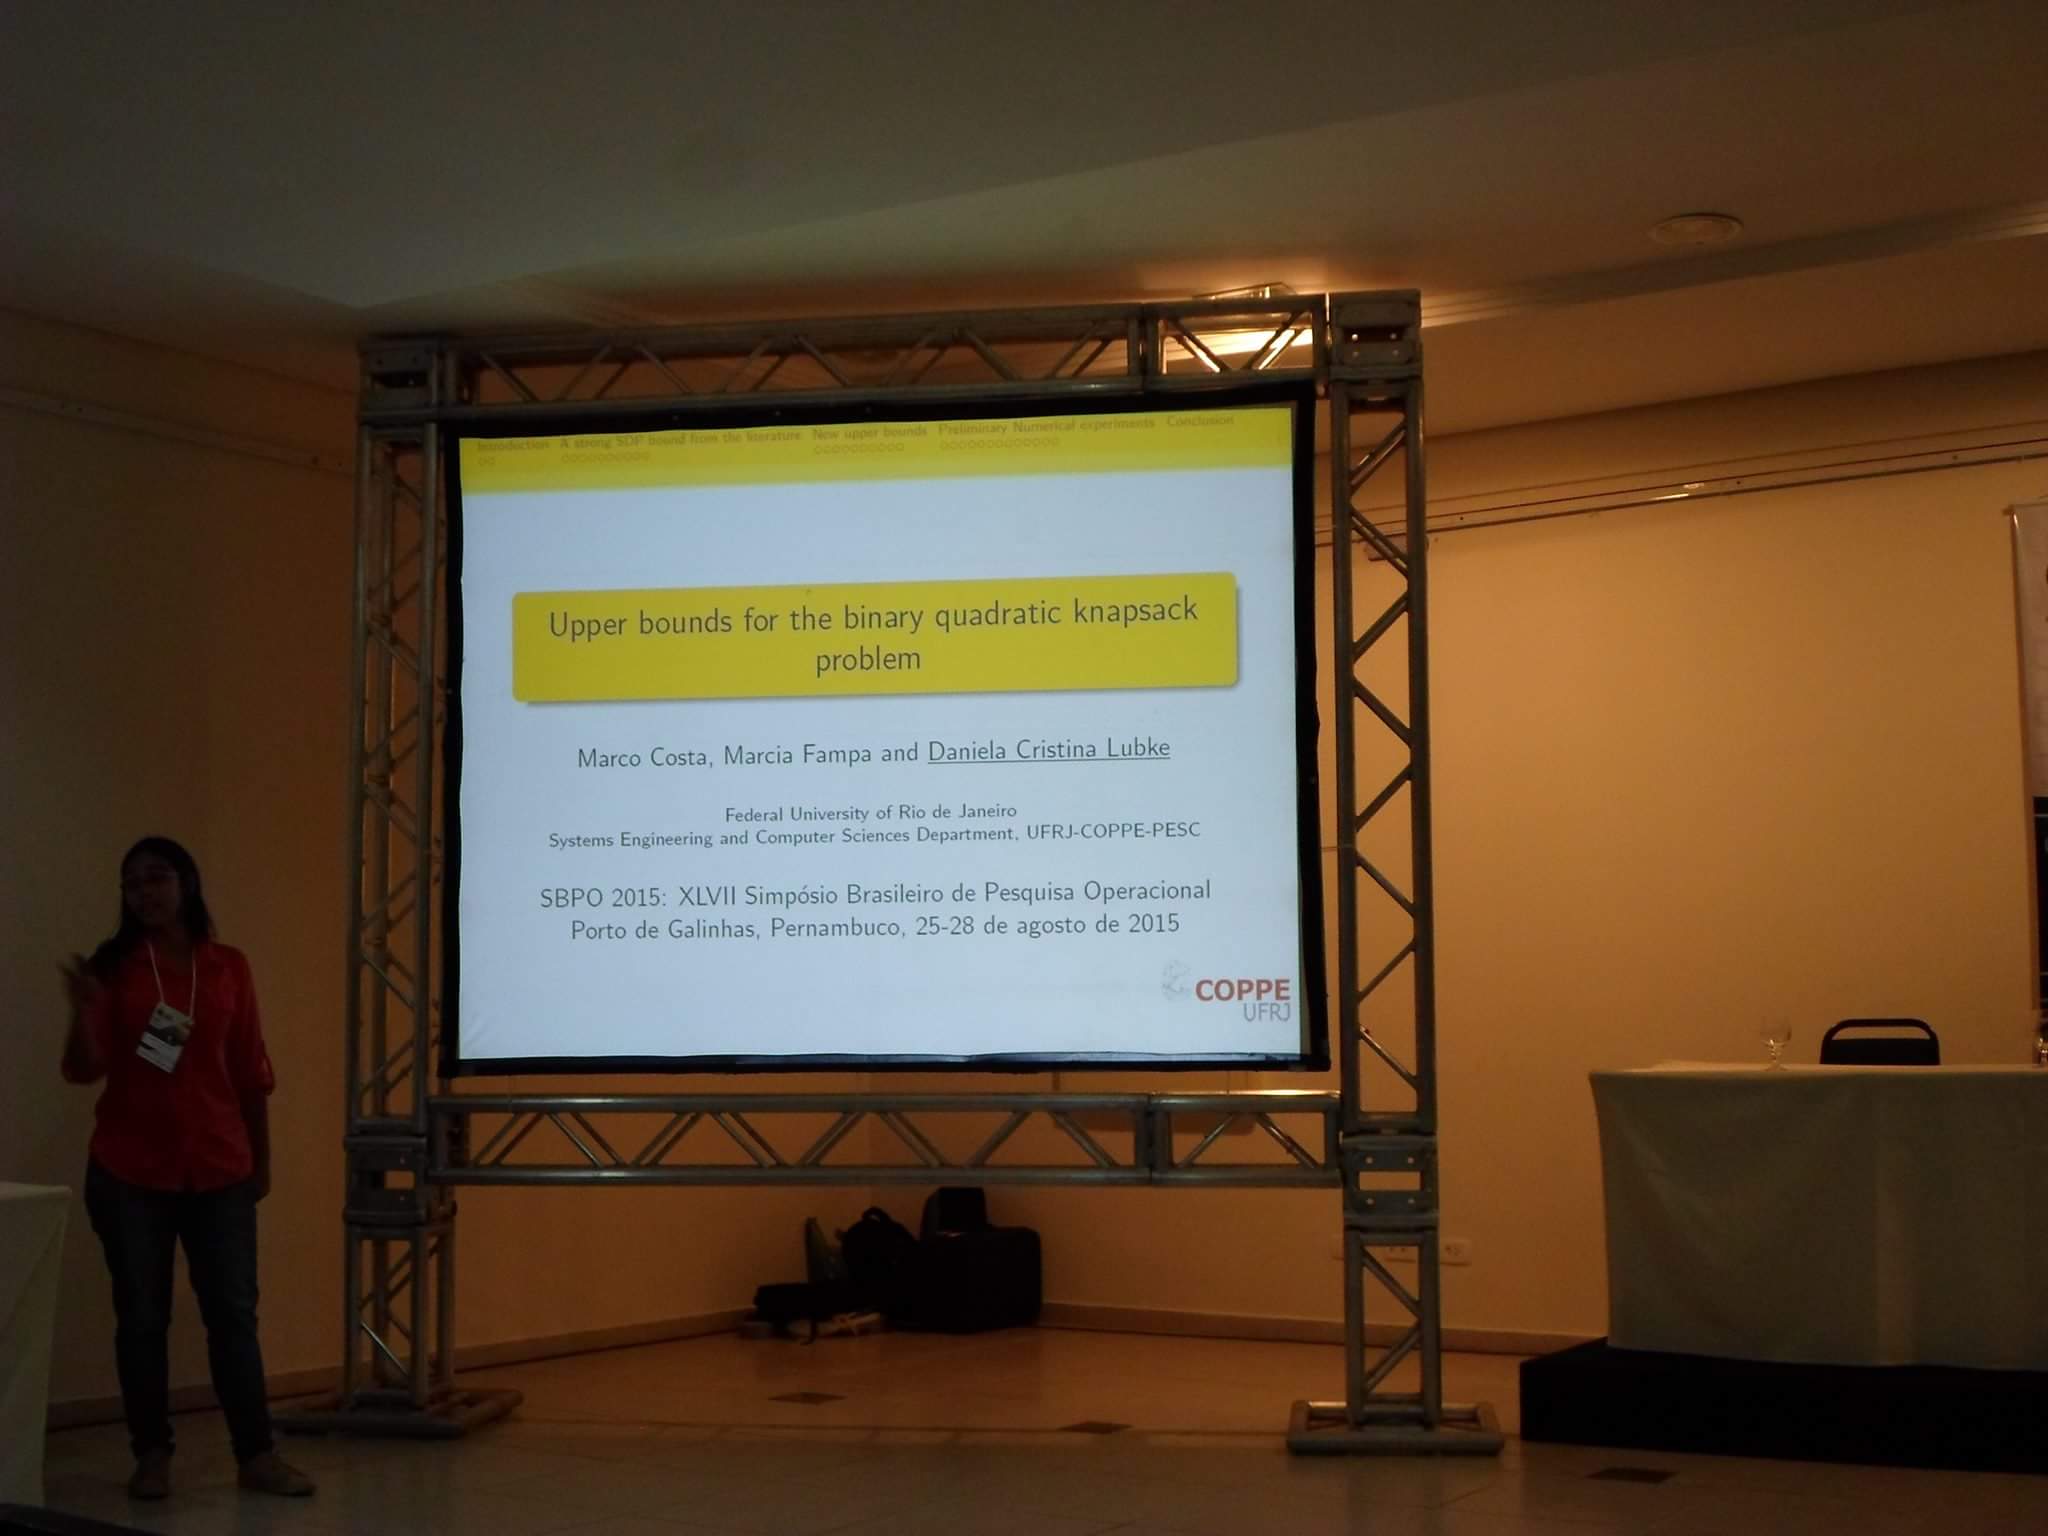 Introduction A strong SDP bound from the literature New upper bounds Preliminary Numerical experiments Conclusion
Upper bounds for the binary quadratic knapsack
problem
Marco Costa, Marcia Fampa and Daniela Cristina Lubke
Federal University of Rio de Janeiro
Systems Engineering and Computer Sciences Department, UFRJ-COPPE-PESC
SBPO 2015: XLVII Simpósio Brasileiro de Pesquisa Operacional
Porto de Galinhas, Pernambuco, 25-28 de agosto de 2015
COPPE
UFRJ